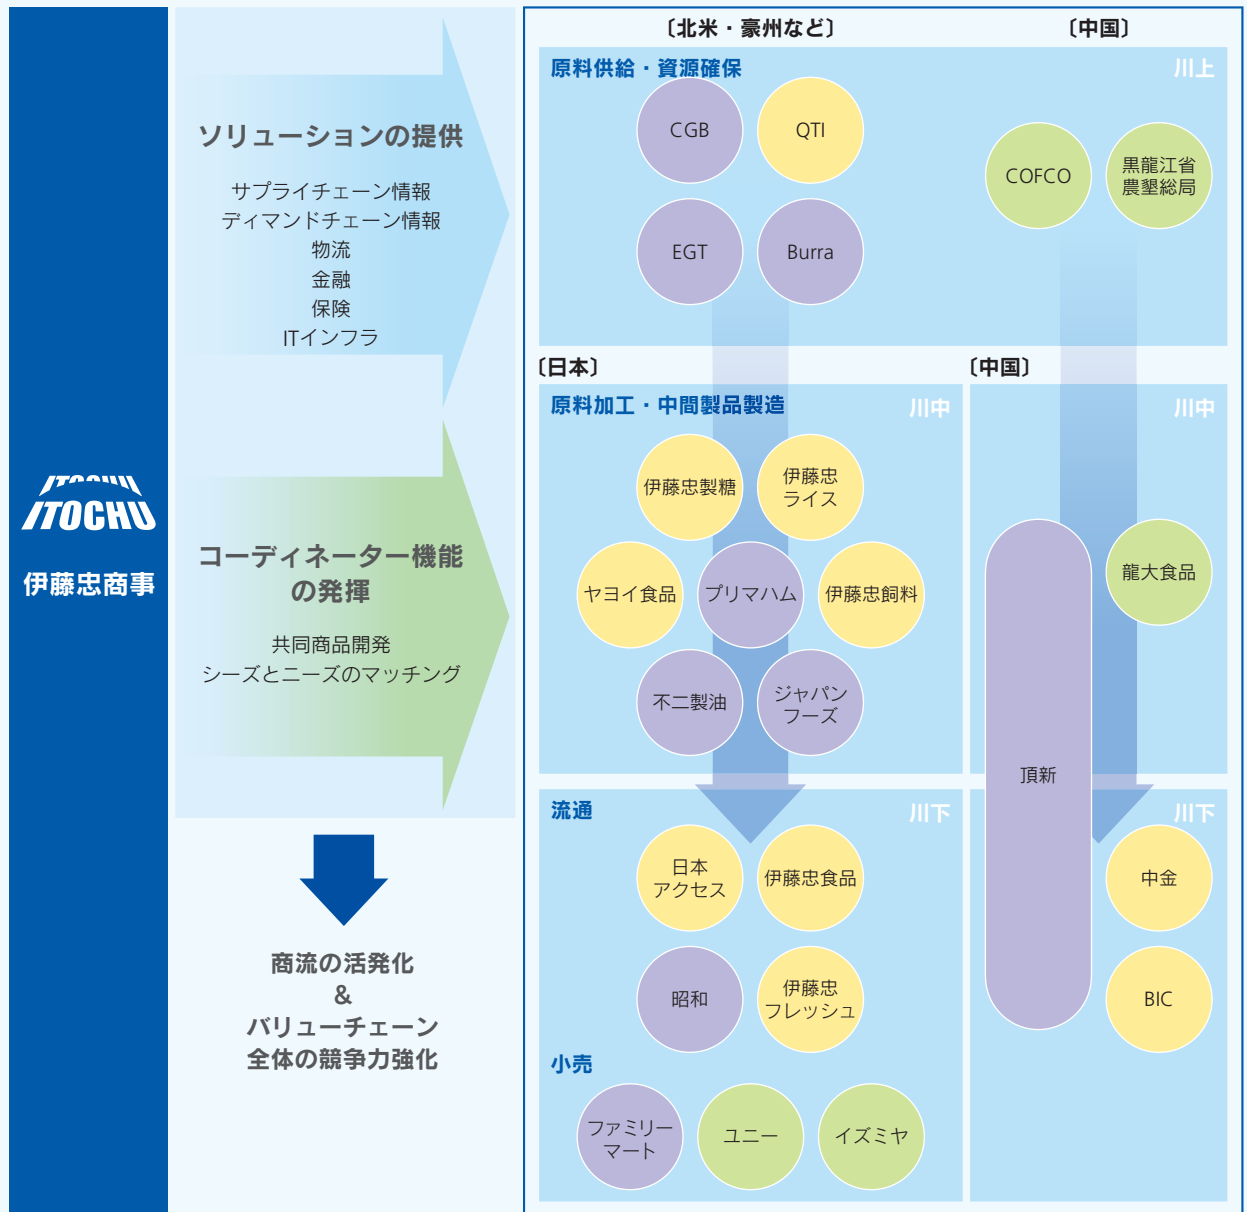 ITOCHU
ITOCHU
伊藤忠商事
ソリューションの提供
サプライチェーン情報
ディマンドチェーン情報
物流
金融
保険
ITインフラ
コーディネーター機能
の発揮
共同商品開発
シーズとニーズのマッチング
商流の活発化
&
バリューチェーン
全体の競争力強化
〔北米・豪州など〕
〔中国〕
原料供給・資源確保
川上
CGB
QTI
EGT
Burra
COFCO
黒龍江省
農墾総局
〔日本〕
〔中国〕
原料加工・中間製品製造
川中
川中
伊藤忠製糖
伊藤忠
ライス
ヤヨイ食品
プリマハム
伊藤忠飼料
不二製油
ジャパン
フーズ
龍大食品
頂新
流通
川下
川下
日本
アクセス
伊藤忠食品
昭和
伊藤忠
フレッシュ
中金
BIC
小売
ファミリー
マート
ユニー
イズミヤ